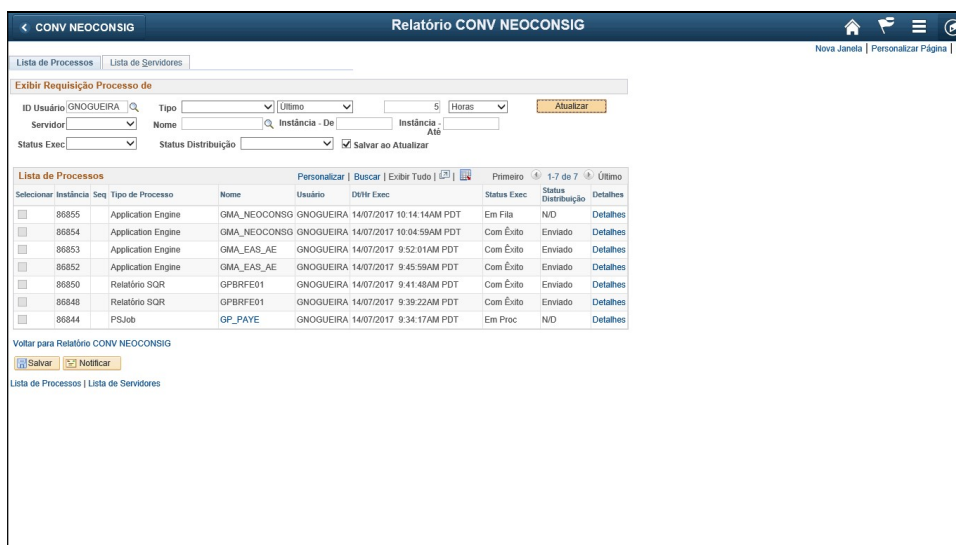 CONV NEOCONSIG
Relatório CONV NEOCONSIG
Nova Janela | Personalizar Página |
Lista de Processos Lista de Servidores
Exibir Requisição Processo de
ID Usuário GNOGUEIRA Tipo Último 5 Horas Atualizar
Servidor Nome Instância - De Instância - Até
Status Exec Status Distribuição Salvar ao Atualizar
Lista de Processos Personalizar | Buscar | Exibir Tudo | | Primeiro 1-7 de 7 Último
Selecionar Instância Seq Tipo de Processo Nome Usuário Dt/Hr Exec Status Exec Status Distribuição Detalhes
86855 Application Engine GMA_NEOCONSG GNOGUEIRA 14/07/2017 10:14:14AM PDT Em Fila N/D Detalhes
86854 Application Engine GMA_NEOCONSG GNOGUEIRA 14/07/2017 10:04:59AM PDT Com Êxito Enviado Detalhes
86853 Application Engine GMA_EAS_AE GNOGUEIRA 14/07/2017 9:52:01AM PDT Com Êxito Enviado Detalhes
86852 Application Engine GMA_EAS_AE GNOGUEIRA 14/07/2017 9:45:59AM PDT Com Êxito Enviado Detalhes
86850 Relatório SQR GPBRFE01 GNOGUEIRA 14/07/2017 9:41:48AM PDT Com Êxito Enviado Detalhes
86848 Relatório SQR GPBRFE01 GNOGUEIRA 14/07/2017 9:39:22AM PDT Com Êxito Enviado Detalhes
86844 PSJob GP_PAYE GNOGUEIRA 14/07/2017 9:34:17AM PDT Em Proc N/D Detalhes
Voltar para Relatório CONV NEOCONSIG
Salvar Notificar
Lista de Processos | Lista de Servidores